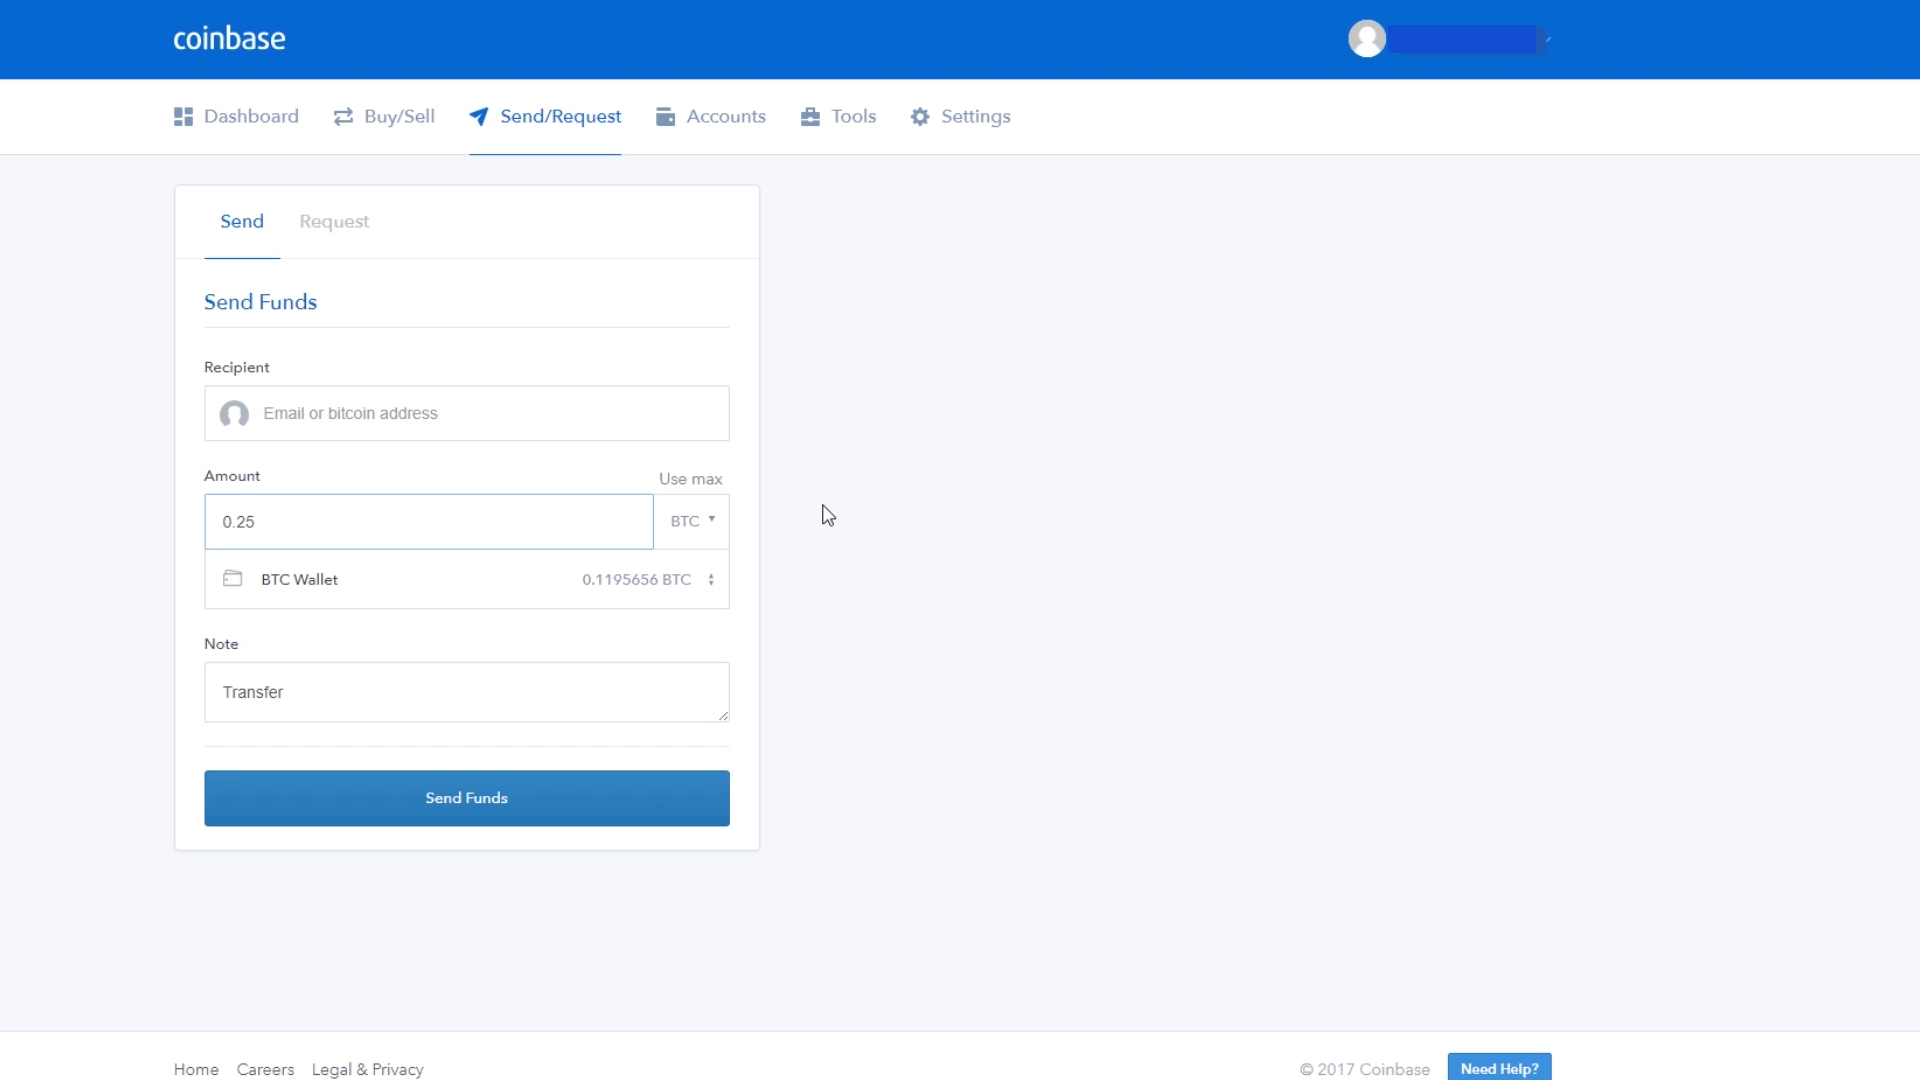 coinbase
Dashboard Buy/Sell Send/Request Accounts Tools Settings
Send Request
Send Funds
Recipient
Email or bitcoin address
Amount Use max
0.25 BTC
BTC Wallet 0.1195656 BTC
Note
Transfer
Send Funds
Home Careers Legal & Privacy © 2017 Coinbase Need Help?